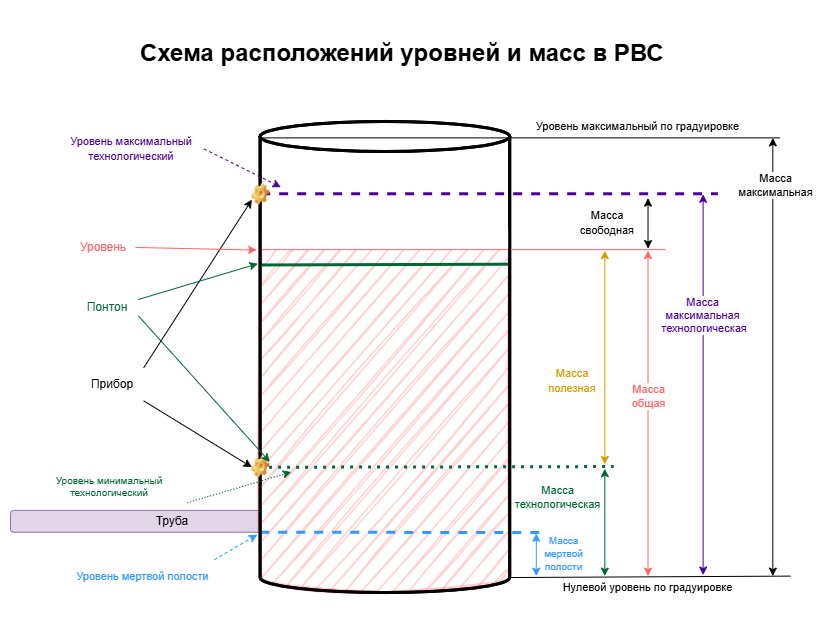 Схема расположений уровней и масс в РВС
Уровень максимальный по градуировке
Уровень максимальный
технологический
Масса
максимальная
Масса
свободная
Уровень
Понтон
Масса
максимальная
технологическая
Прибор
Масса
полезная
Масса
общая
Уровень минимальный
технологический
Масса
технологическая
Труба
Масса
мертвой
полости
Уровень мертвой полости
Нулевой уровень по градуировке